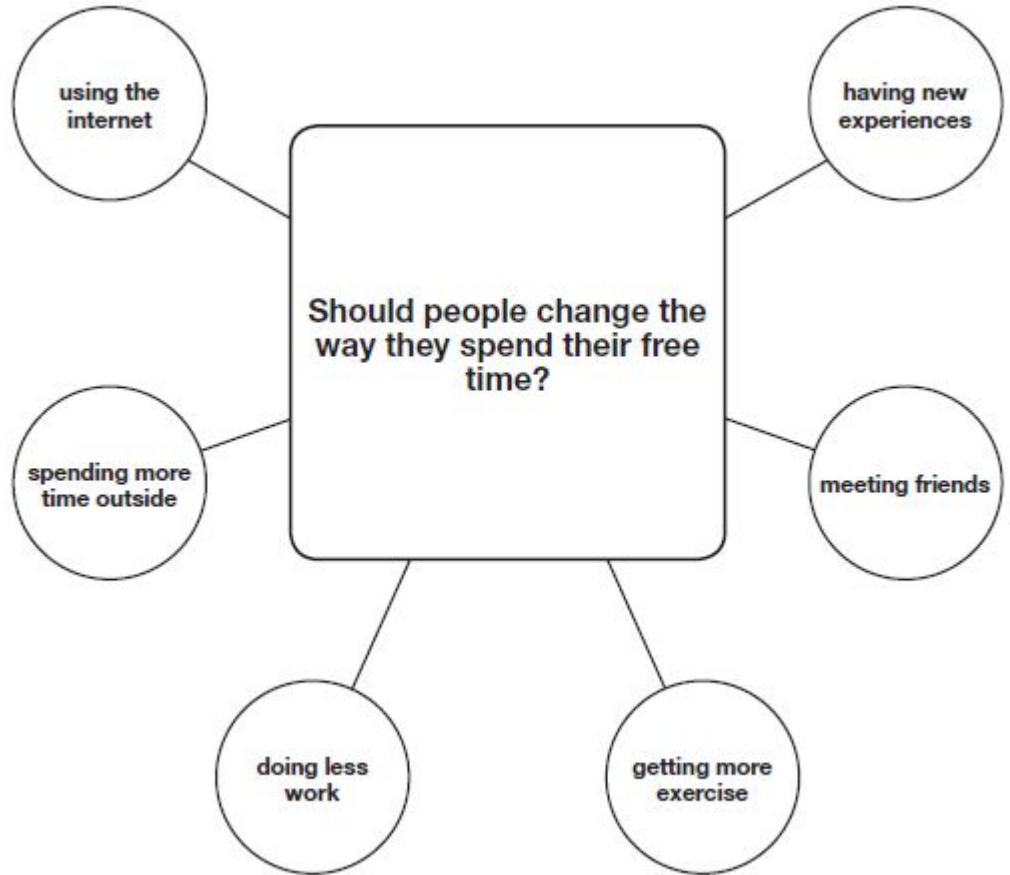 using the
internet
having new
experiences
Should people change the
way they spend their free
time?
spending more
time outside
meeting friends
doing less
work
getting more
exercise